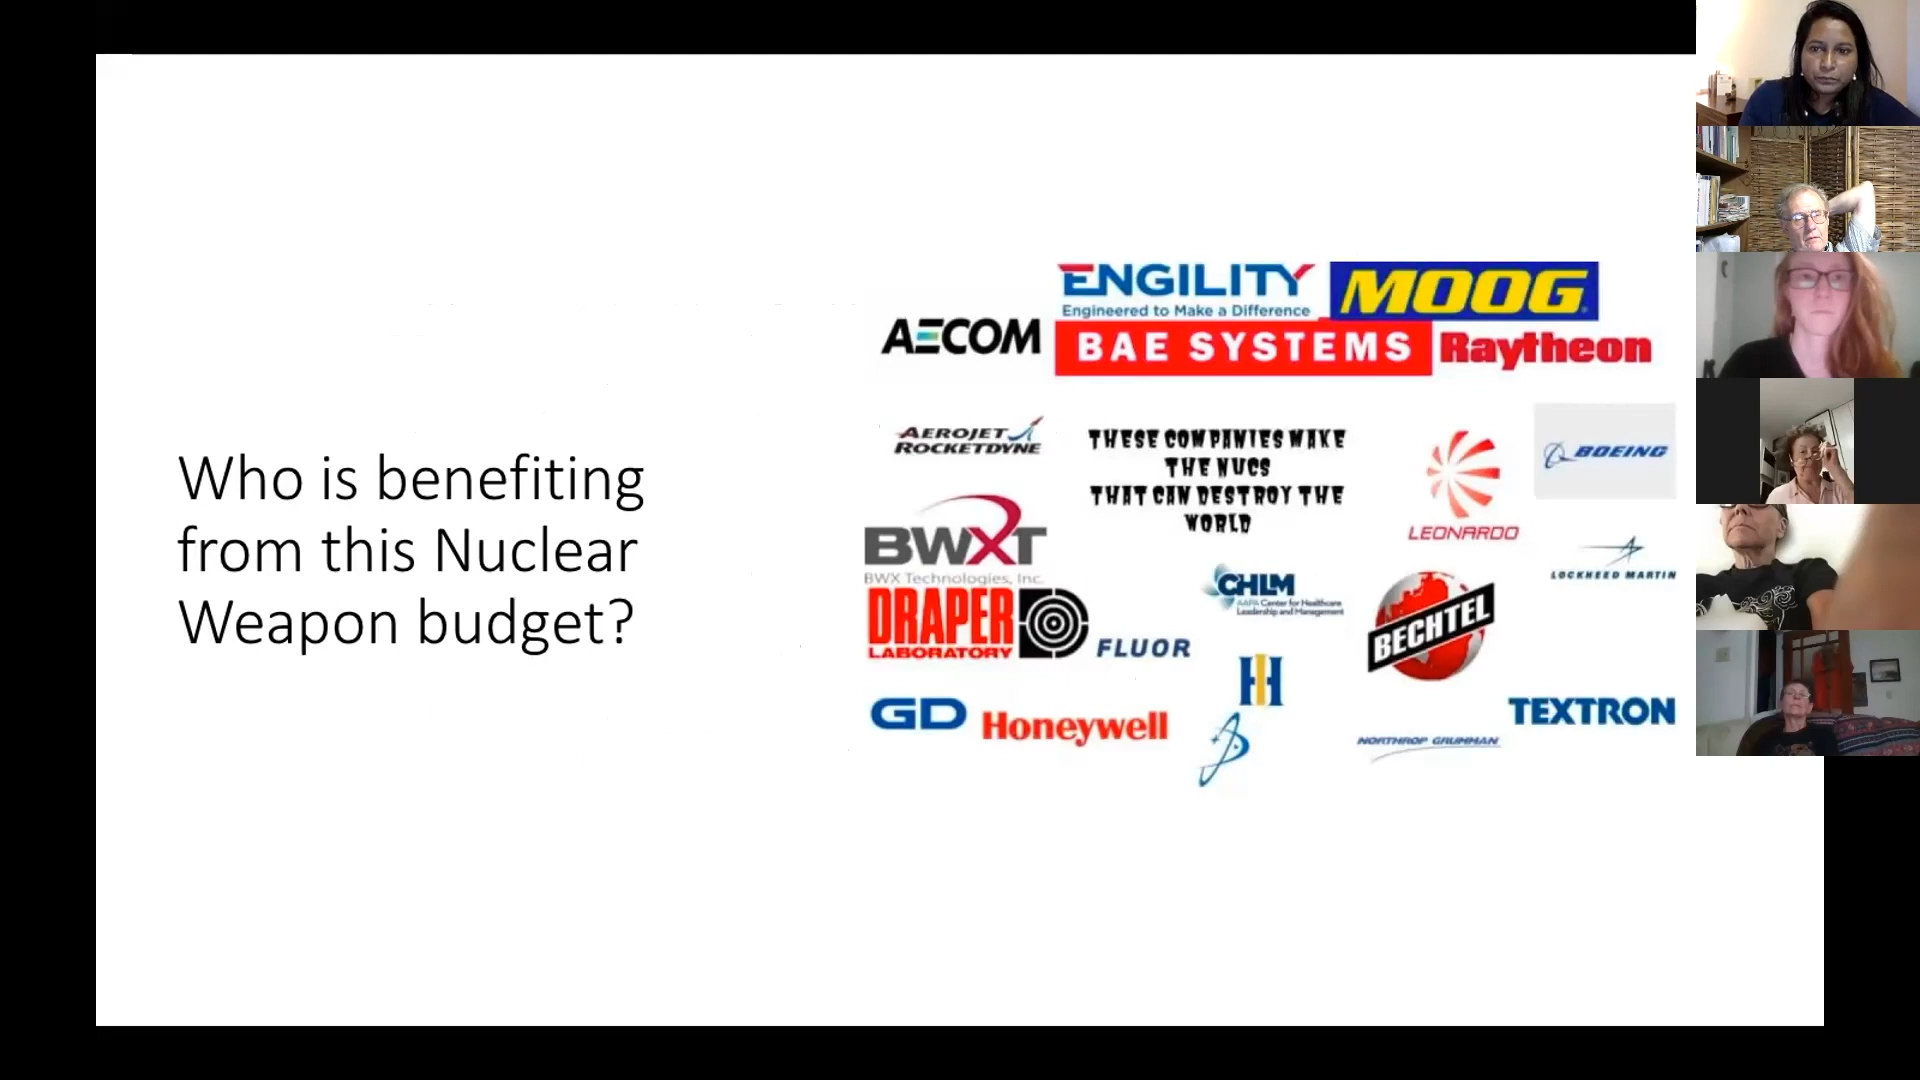 Who is benefiting
from this Nuclear
Weapon budget?
ENGILITY
Engineered to Make a Difference
MOOG
AECOM
BAE SYSTEMS
Raytheon
AEROJET
ROCKETDYNE
THESE COMPANIES MAKE
THE NUCS
THAT CAN DESTROY THE
WORLD
LEONARDO
BOEING
BWXT
BWX Technologies, Inc.
LOCKHEED MARTIN
CHLM
AAPA Center for Healthcare
Leadership and Management
BECHTEL
DRAPER
LABORATORY
FLUOR
GD
Honeywell
NORTHROP GRUMMAN
TEXTRON